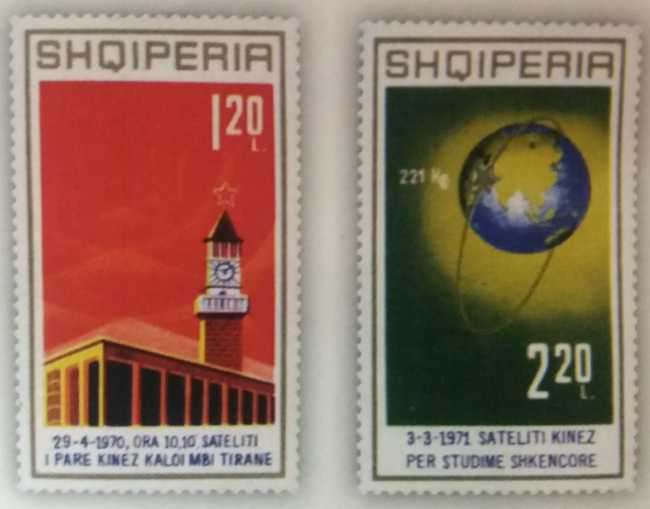 SHQIPERIA
1.20 L.
29-4-1970, ORA 10,10 SATELITI
I PARE KINEZ KALOI MBI TIRANE
SHQIPERIA
221 Kg
2.20 L.
3-3-1971 SATELITI KINEZ
PER STUDIME SHKENCORE